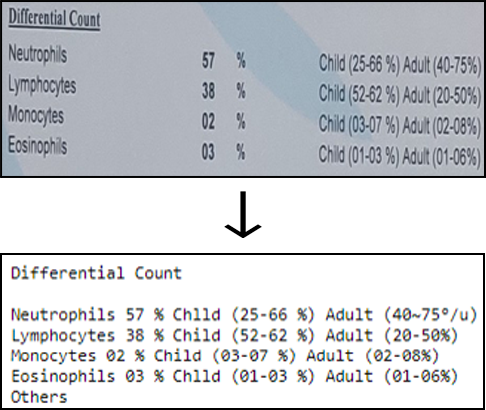 Differential Count
Neutrophils 57 % Child (25-66 %) Adult (40-75%)
Lymphocytes 38 % Child (52-62 %) Adult (20-50%)
Monocytes 02 % Child (03-07 %) Adult (02-08%)
Eosinophils 03 % Child (01-03 %) Adult (01-06%)
Differential Count
Neutrophils 57 % Chlld (25-66 %) Adult (40~75°/u)
Lymphocytes 38 % Chlld (52-62 %) Adult (20-50%)
Monocytes 02 % Child (03-07 %) Adult (02-08%)
Eosinophils 03 % Chlld (01-03 %) Adult (01-06%)
Others